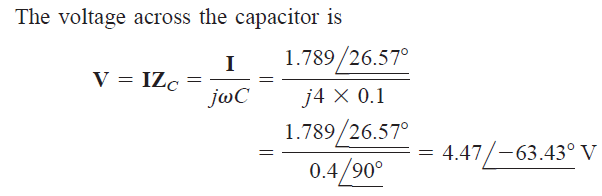 The voltage across the capacitor is
V = IZ_C = I / jωC = 1.789/26.57° / j4 × 0.1
= 1.789/26.57° / 0.4/90° = 4.47/−63.43° V